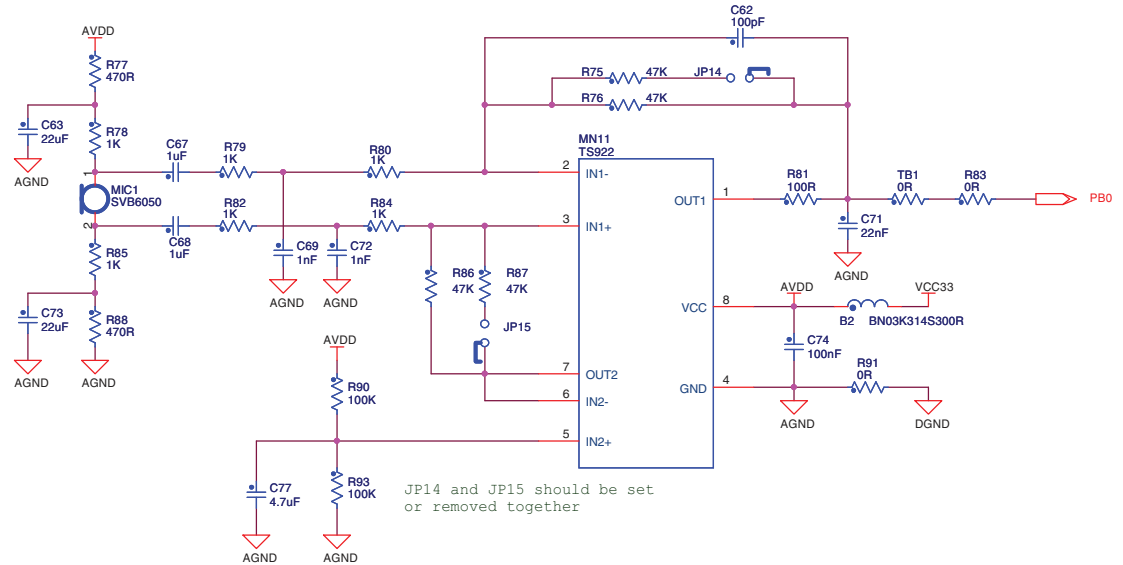 C62
100pF
AVDD
R77
470R
R75
47K
JP14
R76
47K
C63
22uF
R78
1K
AGND
C67
1uF
R79
1K
R80
1K
MN11
TS922
1
MIC1
SVB6050
2
2
IN1-
R82
1K
R84
1K
3
IN1+
C68
1uF
OUT1
1
R81
100R
TB1
0R
R83
0R
PB0
C71
22nF
AGND
R85
1K
C69
1nF
C72
1nF
AGND
AGND
R86
47K
R87
47K
JP15
C73
22uF
R88
470R
AGND
AGND
VCC
8
AVDD
VCC33
B2
BN03K314S300R
C74
100nF
AVDD
R90
100K
7
OUT2
6
IN2-
5
IN2+
GND
4
R91
0R
AGND
DGND
C77
4.7uF
R93
100K
AGND
AGND
JP14 and JP15 should be set
or removed together